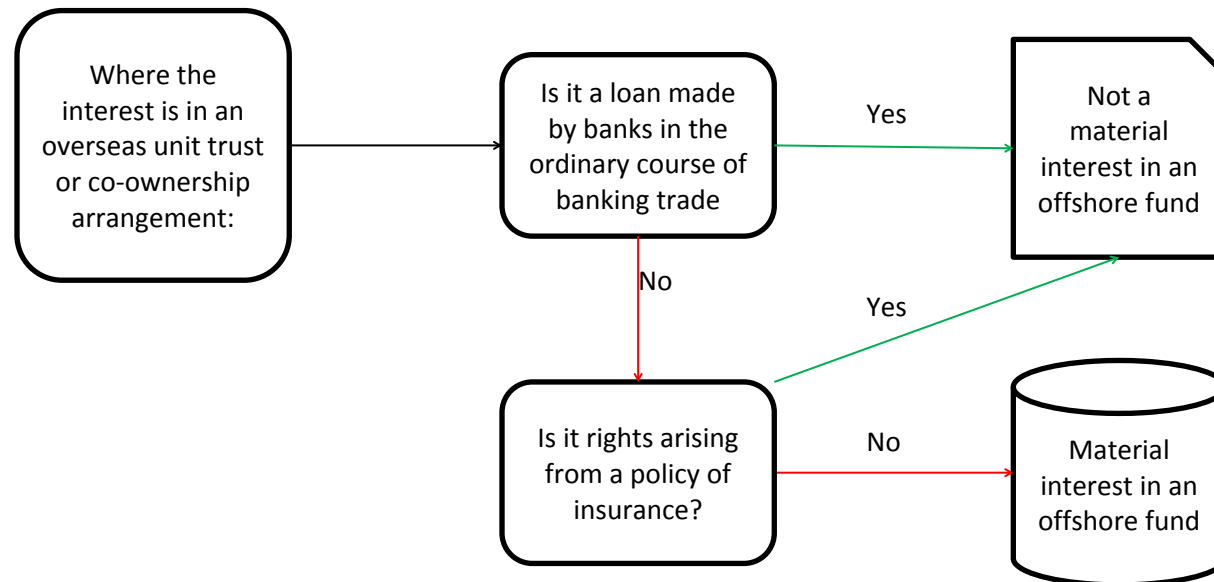 Where the
interest is in an
overseas unit trust
or co-ownership
arrangement:
Is it a loan made
by banks in the
ordinary course of
banking trade
Yes
Not a
material
interest in an
offshore fund
No
Yes
Is it rights arising
from a policy of
insurance?
No
Material
interest in an
offshore fund